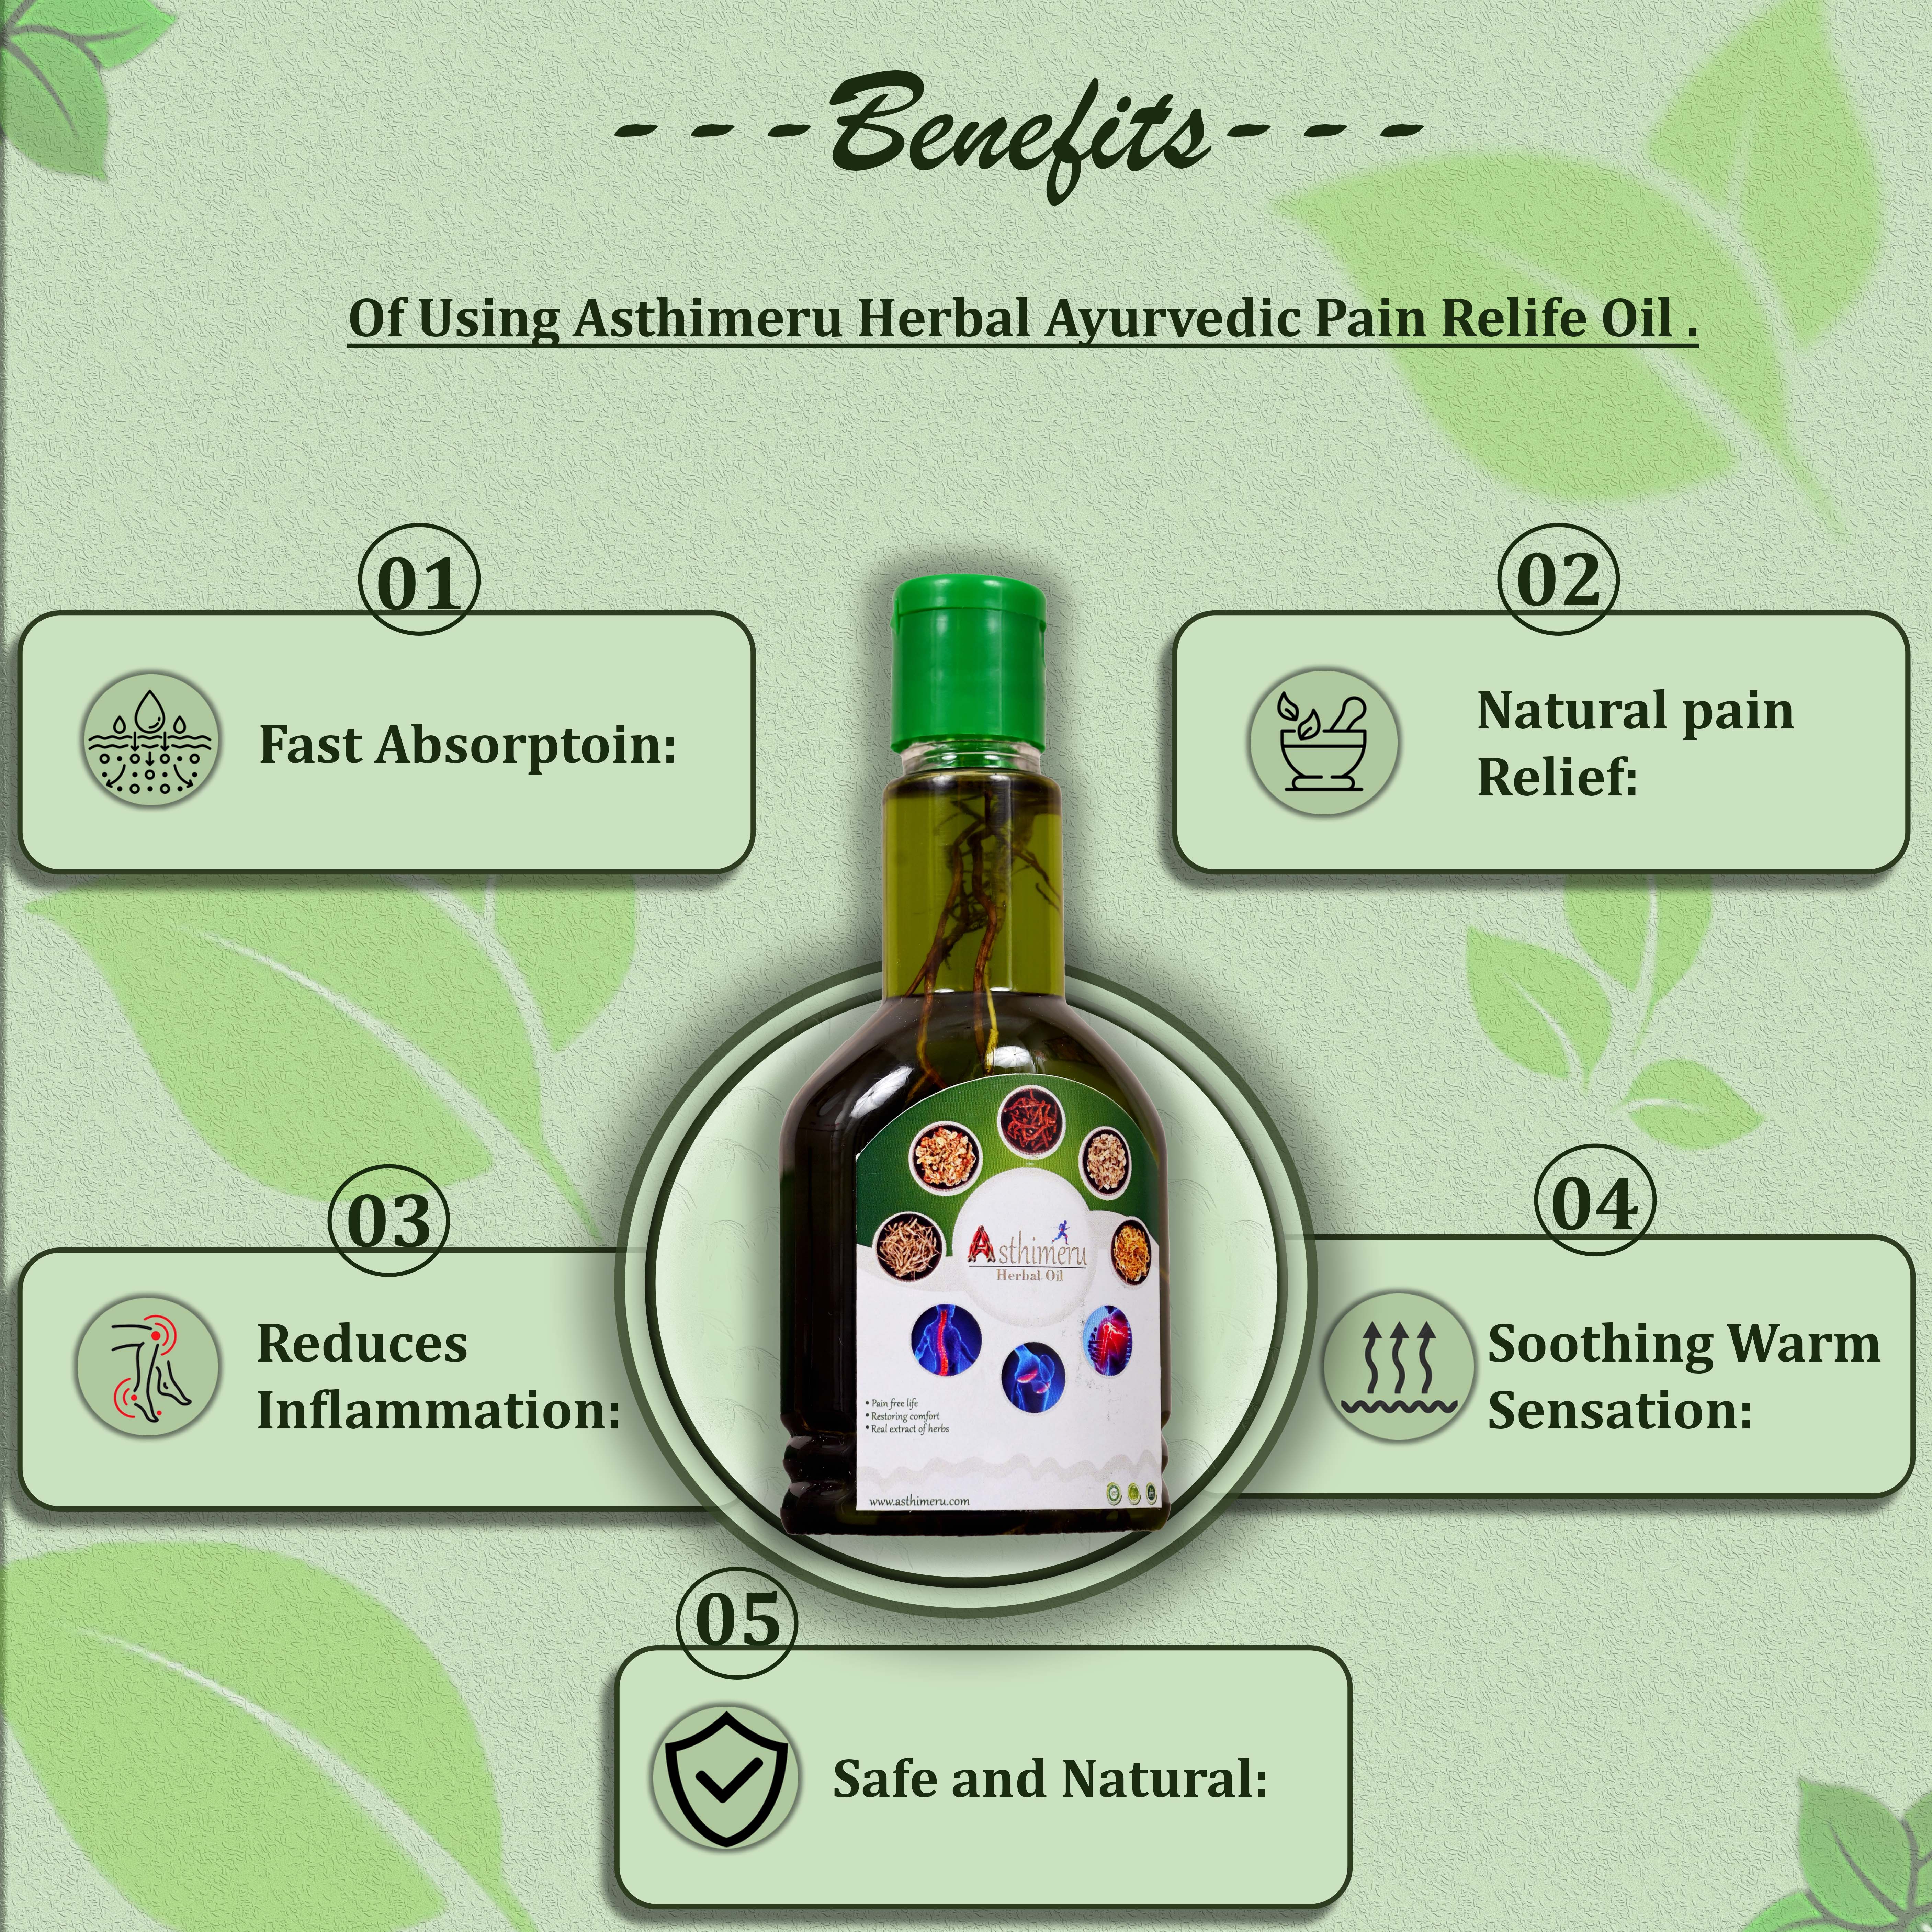 ---Benefits---
Of Using Asthimeru Herbal Ayurvedic Pain Relife Oil .
01
Fast Absorptoin:
02
Natural pain
Relief:
03
Reduces
Inflammation:
04
Soothing Warm
Sensation:
Asthimeru
Herbal Oil
• Pain free life
• Restoring comfort
• Real extract of herbs
www.asthimeru.com
05
Safe and Natural: